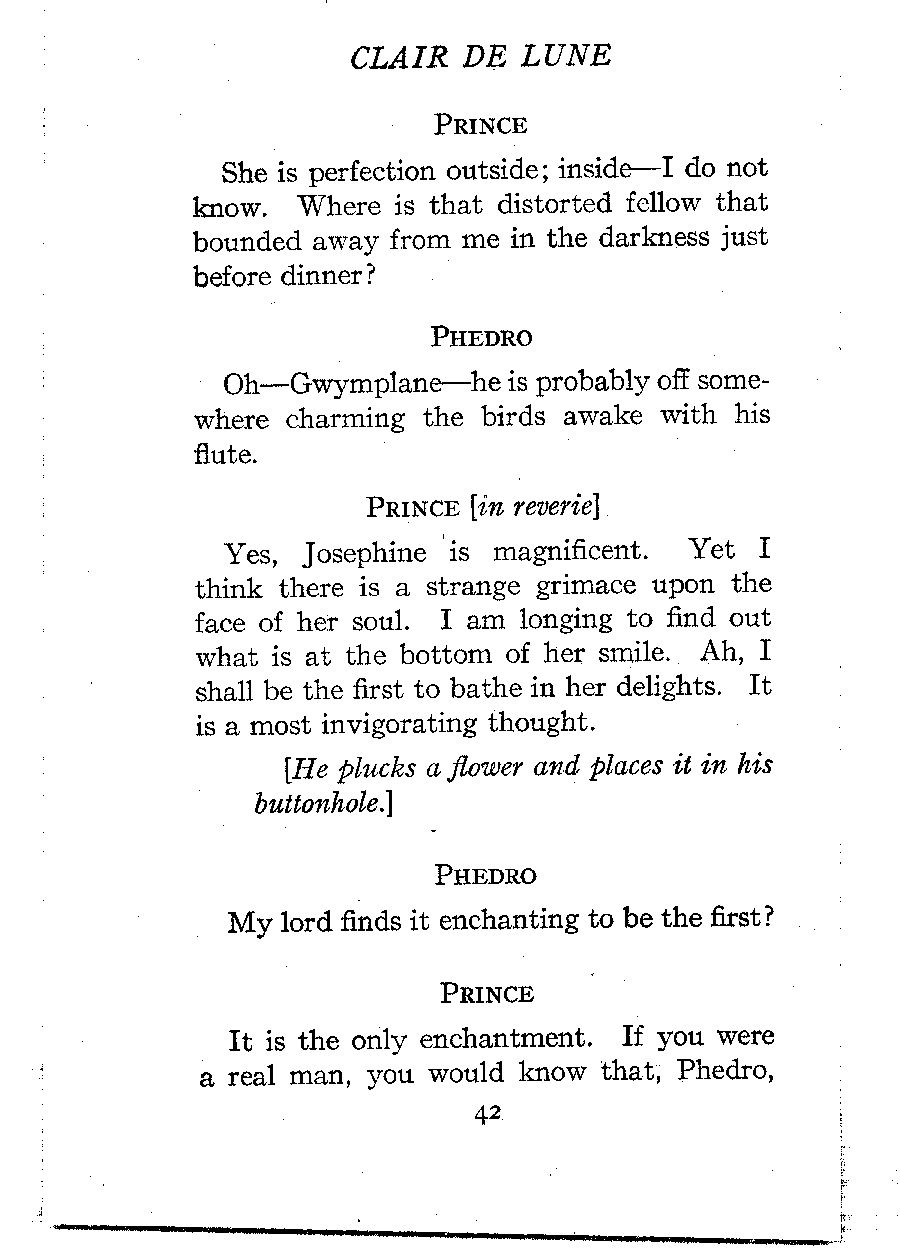 CLAIR DE LUNE
PRINCE
She is perfection outside; inside—I do not
know. Where is that distorted fellow that
bounded away from me in the darkness just
before dinner?
PHEDRO
Oh—Gwymplane—he is probably off some-
where charming the birds awake with his
flute.
PRINCE [in reverie]
Yes, Josephine is magnificent. Yet I
think there is a strange grimace upon the
face of her soul. I am longing to find out
what is at the bottom of her smile. Ah, I
shall be the first to bathe in her delights. It
is a most invigorating thought.
[He plucks a flower and places it in his
buttonhole.]
PHEDRO
My lord finds it enchanting to be the first?
PRINCE
It is the only enchantment. If you were
a real man, you would know that, Phedro,
42